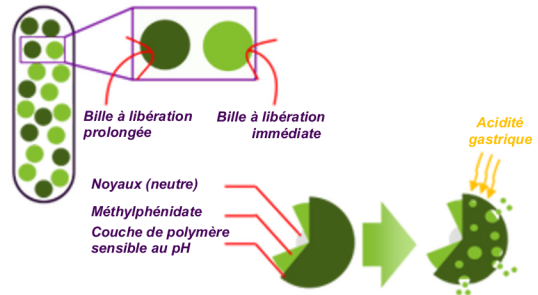 Bille à libération
prolongée
Bille à libération
immédiate
Acidité
gastrique
Noyaux (neutre)
Méthylphénidate
Couche de polymère
sensible au pH